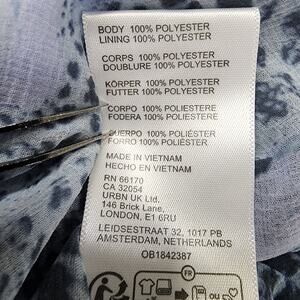 BODY 100% POLYESTER
LINING 100% POLYESTER
CORPS 100% POLYESTER
DOUBLURE 100% POLYESTER
KÖRPER 100% POLYESTER
FUTTER 100% POLYESTER
CORPO 100% POLIESTERE
FODERA 100% POLIESTERE
CUERPO 100% POLIÉSTER
FORRO 100% POLIÉSTER
MADE IN VIETNAM
HECHO EN VIETNAM
RN 66170
CA 32054
URBN UK Ltd.
146 Brick Lane,
LONDON, E1 6RU
LEIDSESTRAAT 32, 1017 PB
AMSTERDAM, NETHERLANDS
OB1842387
FR
OU